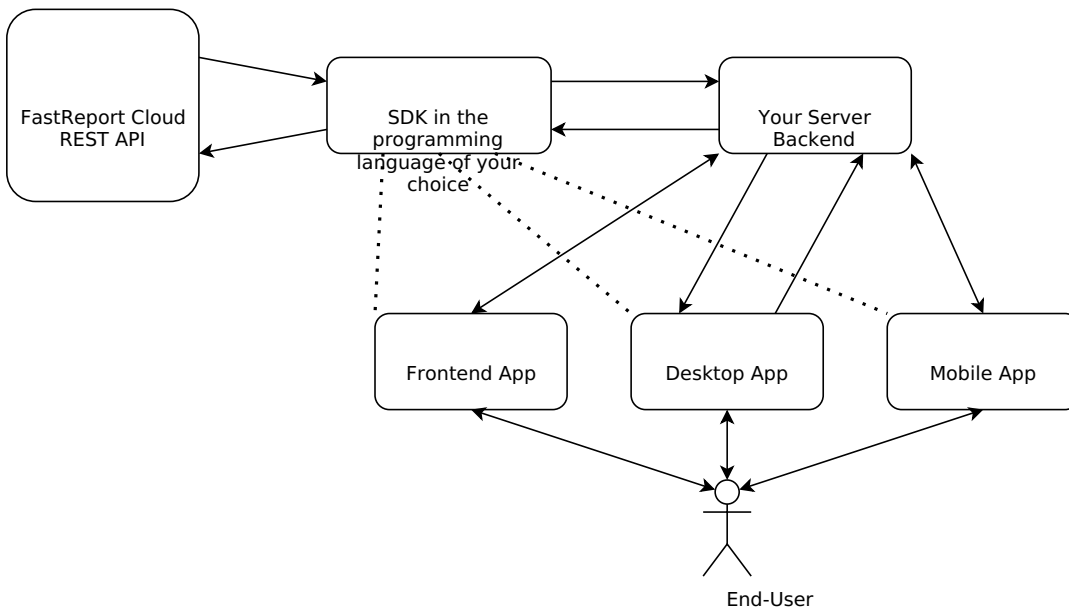 FastReport Cloud
REST API
SDK in the
programming
language of your
choice
Your Server
Backend
Frontend App
Desktop App
Mobile App
End-User